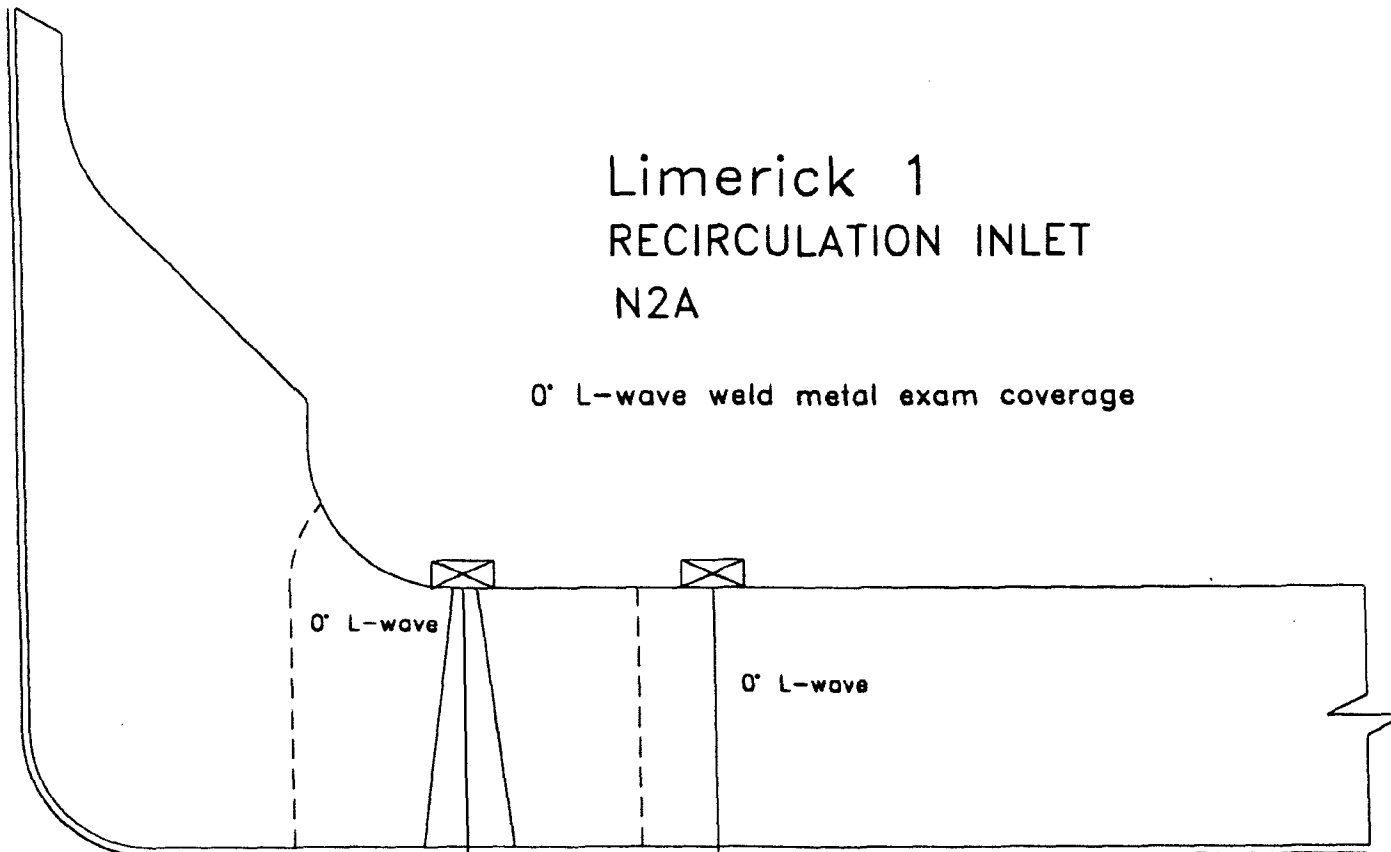 Limerick 1
RECIRCULATION INLET
N2A
0° L-wave weld metal exam coverage
0° L-wave
0° L-wave